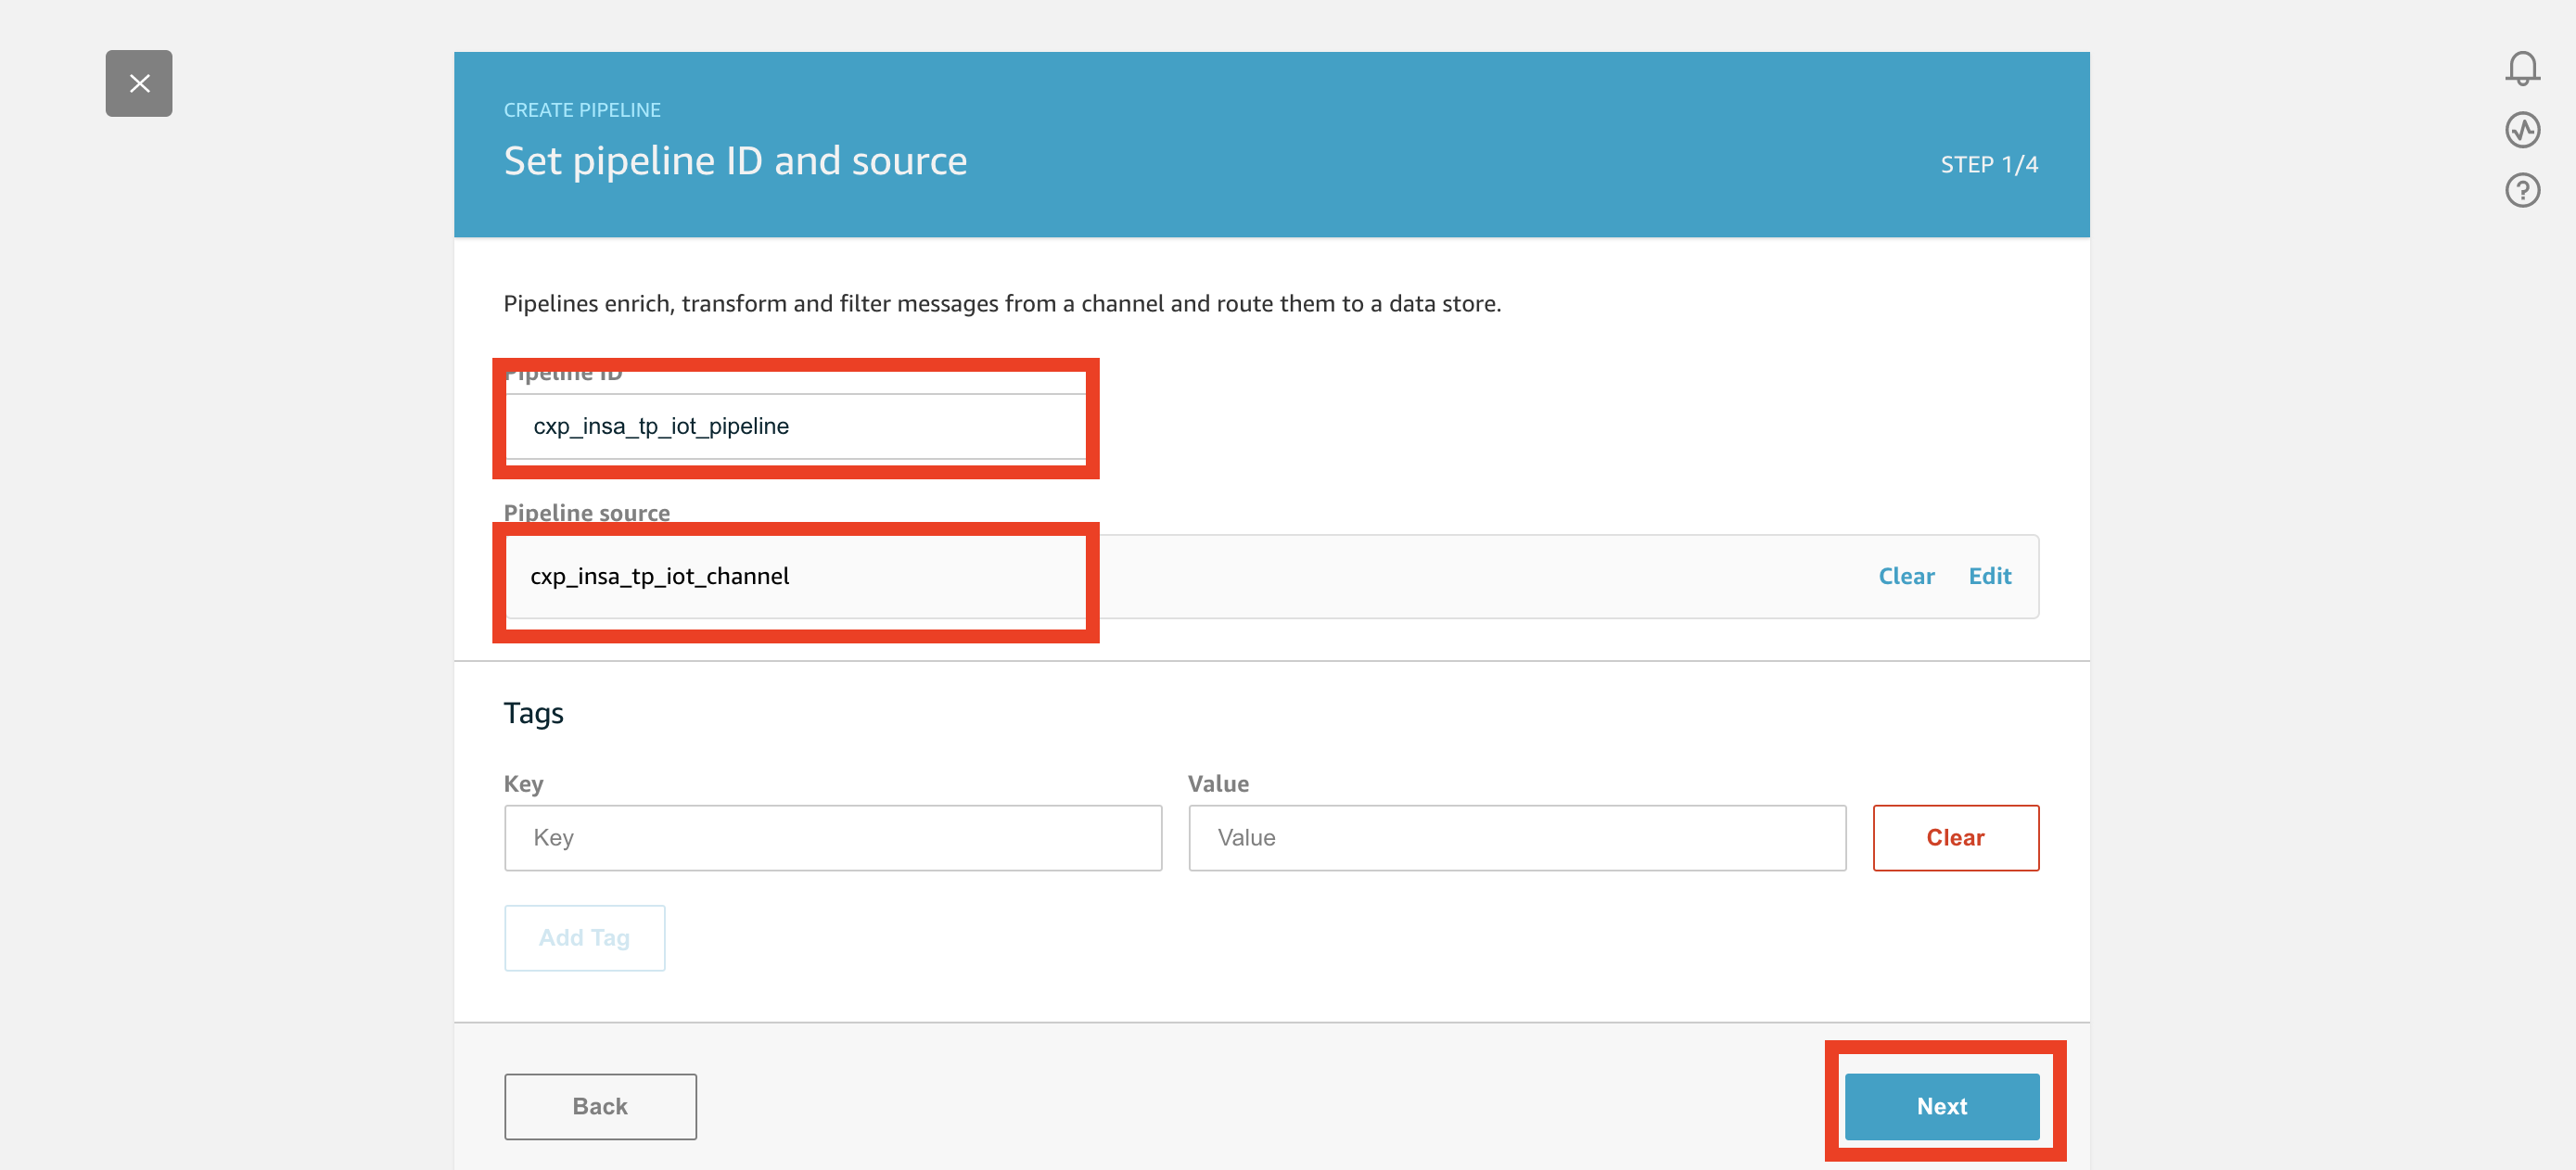 CREATE PIPELINE
Set pipeline ID and source
STEP 1/4
Pipelines enrich, transform and filter messages from a channel and route them to a data store.
Pipeline ID
cxp_insa_tp_iot_pipeline
Pipeline source
cxp_insa_tp_iot_channel
Clear Edit
Tags
Key Value
Key Value Clear
Add Tag
Back Next